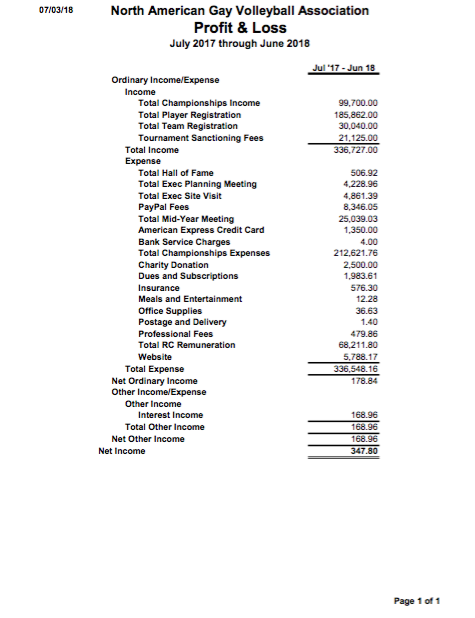 07/03/18
North American Gay Volleyball Association
Profit & Loss
July 2017 through June 2018
Jul '17 - Jun 18
Ordinary Income/Expense
Income
Total Championships Income 99,700.00
Total Player Registration 185,862.00
Total Team Registration 30,040.00
Tournament Sanctioning Fees 21,125.00
Total Income 336,727.00
Expense
Total Hall of Fame 506.92
Total Exec Planning Meeting 4,228.96
Total Exec Site Visit 4,861.39
PayPal Fees 8,346.05
Total Mid-Year Meeting 25,039.03
American Express Credit Card 1,350.00
Bank Service Charges 4.00
Total Championships Expenses 212,621.76
Charity Donation 2,500.00
Dues and Subscriptions 1,983.61
Insurance 576.30
Meals and Entertainment 12.28
Office Supplies 36.63
Postage and Delivery 1.40
Professional Fees 479.86
Total RC Remuneration 68,211.80
Website 5,788.17
Total Expense 336,548.16
Net Ordinary Income 178.84
Other Income/Expense
Other Income
Interest Income 168.96
Total Other Income 168.96
Net Other Income 168.96
Net Income 347.80
Page 1 of 1